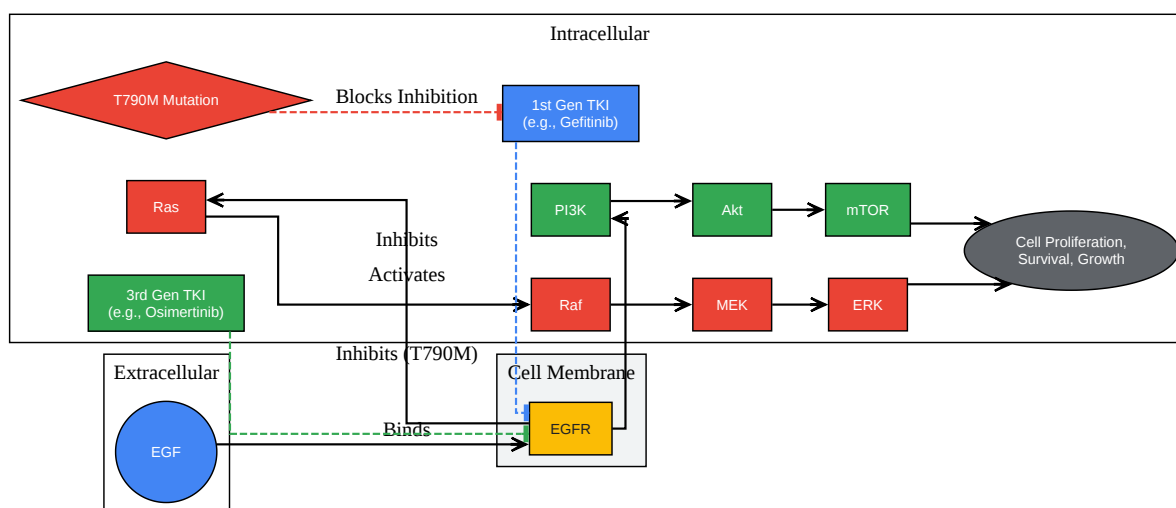 Intracellular
T790M Mutation
Blocks Inhibition
1st Gen TKI
(e.g., Gefitinib)
Ras
PI3K
Akt
mTOR
Inhibits
Cell Proliferation,
Survival, Growth
Activates
3rd Gen TKI
(e.g., Osimertinib)
Raf
MEK
ERK
Inhibits (T790M)
Extracellular
Cell Membrane
Binds
EGFR
EGF